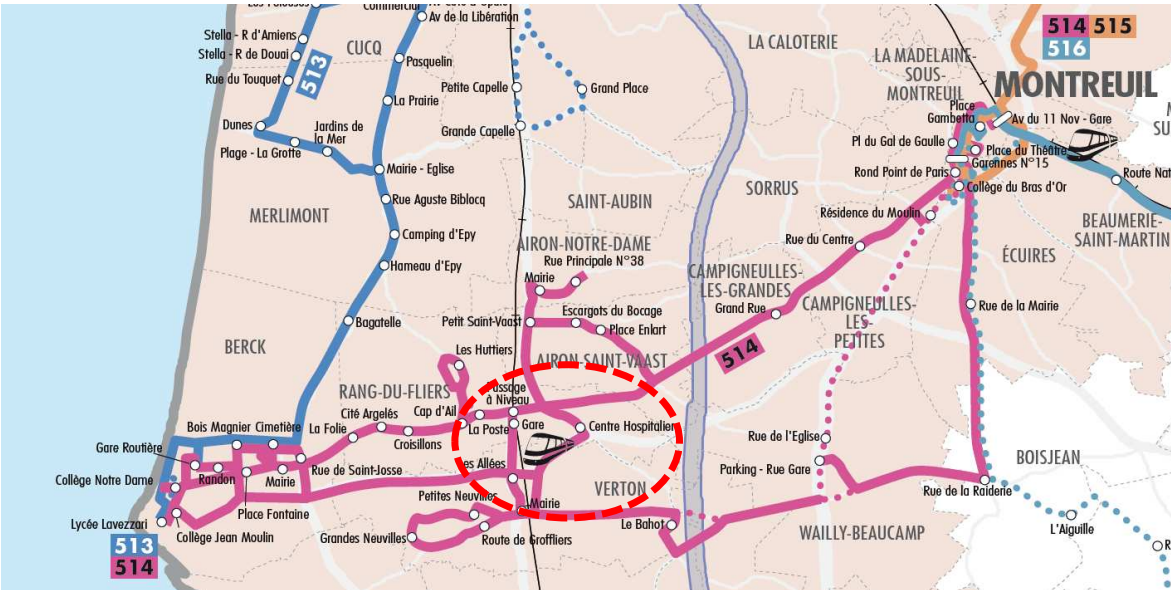 Commercial
Av de la Libération
Stella - R d'Amiens
CUCQ
Stella - R de Douai
Pasquelin
Rue du Touquet
513
La Prairie
Petite Capelle
Grand Place
Dunes
Jardins de
la Mer
Grande Capelle
Plage - La Grotte
Mairie - Eglise
MERLIMONT
Rue Aguste Biblocq
SAINT-AUBIN
Camping d'Epy
Hameau d'Epy
AIRON-NOTRE-DAME
Rue Principale N°38
Mairie
Bagatelle
Petit Saint-Vaast
Escargots du Bocage
Place Enlart
BERCK
Les Huttiers
AIRON-SAINT-VAAST
RANG-DU-FLIERS
Passage
à Niveau
Cité Argelés
Cap d'Ail
Bois Magnier
Cimetière
La Folie
Croisillons
La Poste
Gare
Centre Hospitalier
Gare Routière
Randon
Mairie
Rue de Saint-Josse
Les Allées
Collège Notre Dame
Place Fontaine
Petites Neuvilles
Mairie
VERTON
Lycée Lavezzari
Collège Jean Moulin
Grandes Neuvilles
Route de Groffliers
Le Bahot
513
514
LA CALOTERIE
514 515
516
LA MADELAINE-
SOUS-
MONTREUIL
MONTREUIL
Place
Gambetta
Av du 11 Nov - Gare
SU
Pl du Gal de Gaulle
Place du Théâtre
Garennes N°15
Rond Point de Paris
Collège du Bras d'Or
Route Nat
SORRUS
Résidence du Moulin
BEAUMERIE-
SAINT-MARTIN
Rue du Centre
ÉCUIRES
CAMPIGNEULLES-
LES-GRANDES
Grand Rue
CAMPIGNEULLES-
LES-
PETITES
Rue de la Mairie
514
Rue de l'Eglise
Parking - Rue Gare
BOISJEAN
Rue de la Raiderie
WAILLY-BEAUCAMP
L'Aiguille
R